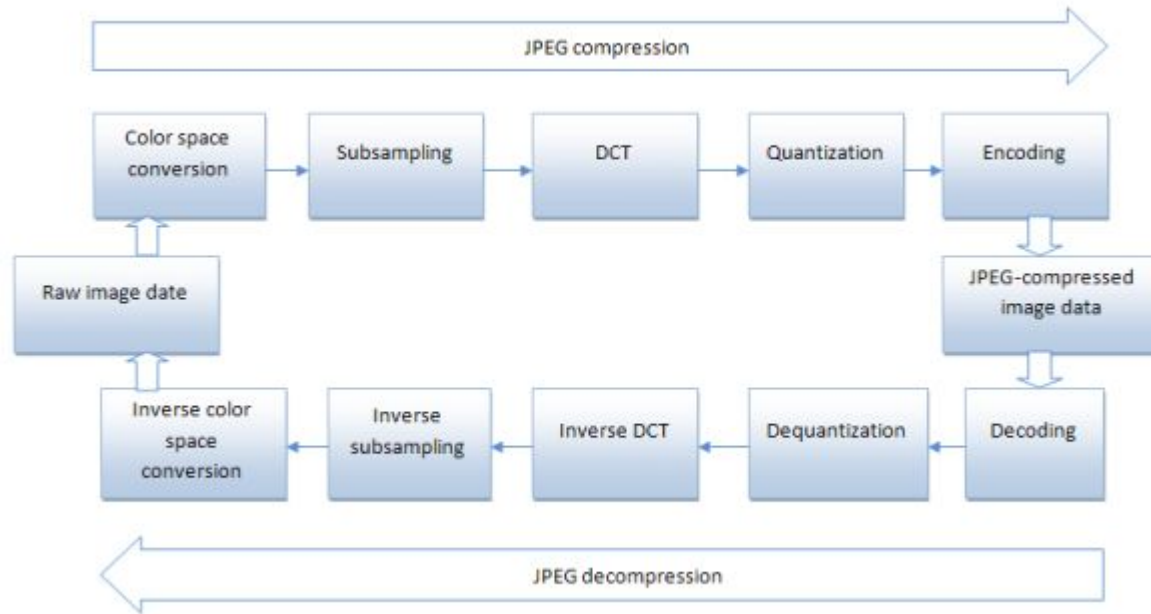 JPEG compression
Color space
conversion
Subsampling
DCT
Quantization
Encoding
Raw image date
JPEG-compressed
image data
Inverse color
space
conversion
Inverse
subsampling
Inverse DCT
Dequantization
Decoding
JPEG decompression